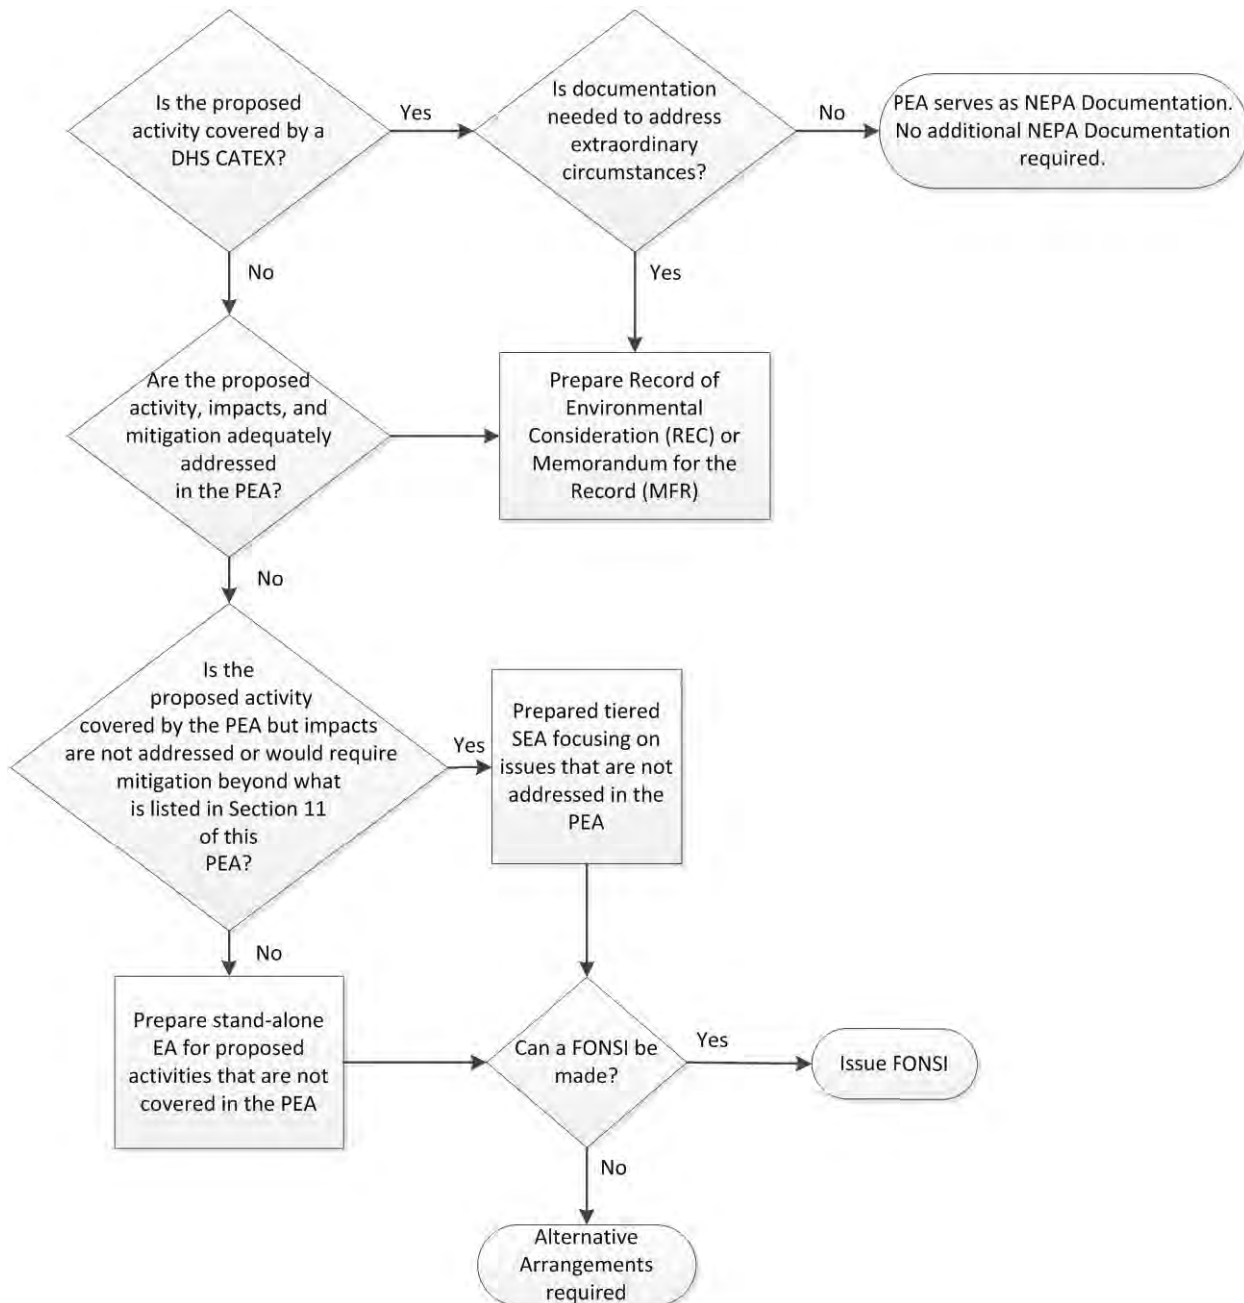 Is the proposed
activity covered by a
DHS CATEX?
Yes
Is documentation
needed to address
extraordinary
circumstances?
No
PEA serves as NEPA Documentation.
No additional NEPA Documentation
required.
No
Yes
Are the proposed
activity, impacts, and
mitigation adequately
addressed
in the PEA?
Prepare Record of
Environmental
Consideration (REC) or
Memorandum for the
Record (MFR)
No
Is the
proposed activity
covered by the PEA but impacts
are not addressed or would require
mitigation beyond what
is listed in Section 11
of this
PEA?
Yes
Prepared tiered
SEA focusing on
issues that are not
addressed in the
PEA
No
Prepare stand-alone
EA for proposed
activities that are not
covered in the PEA
Can a FONSI be
made?
Yes
Issue FONSI
No
Alternative
Arrangements
required